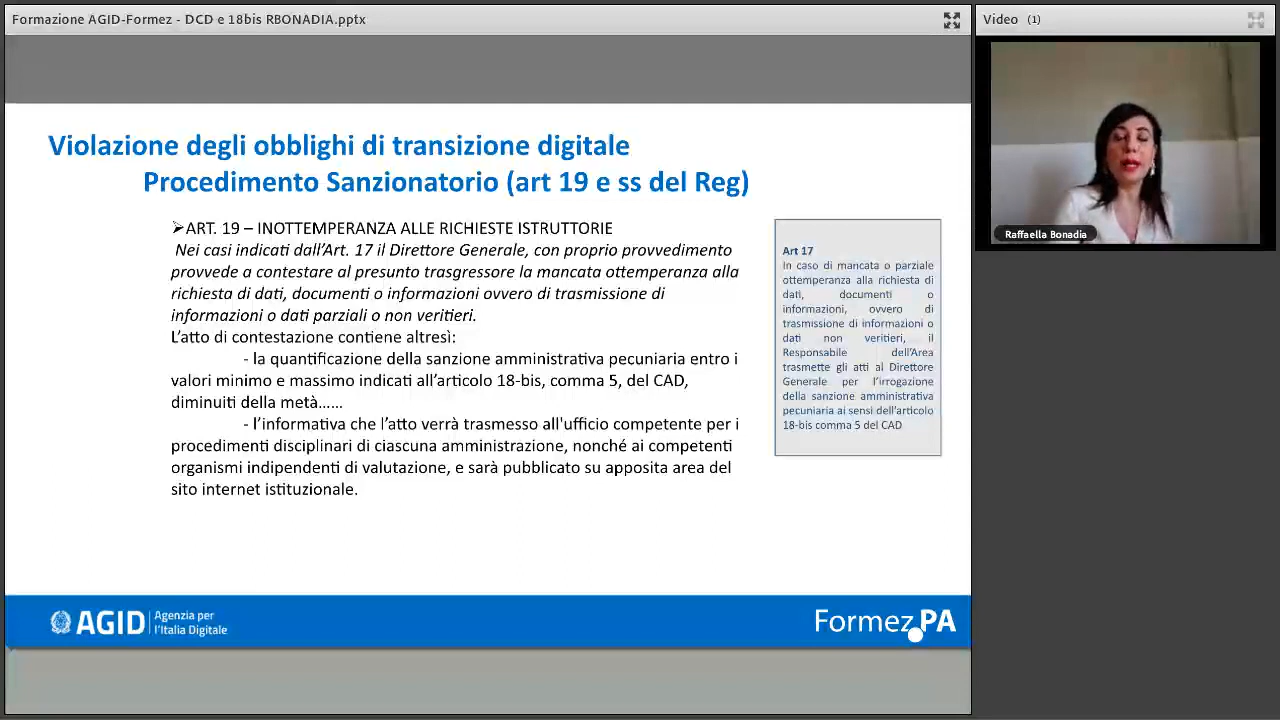 Formazione AGID-Formez - DCD e 18bis RBONADIA.pptx
Video (1)
Violazione degli obblighi di transizione digitale
Procedimento Sanzionatorio (art 19 e ss del Reg)
➢ART. 19 – INOTTEMPERANZA ALLE RICHIESTE ISTRUTTORIE
Nei casi indicati dall'Art. 17 il Direttore Generale, con proprio provvedimento
provvede a contestare al presunto trasgressore la mancata ottemperanza alla
richiesta di dati, documenti o informazioni ovvero di trasmissione di
informazioni o dati parziali o non veritieri.
L'atto di contestazione contiene altresì:
- la quantificazione della sanzione amministrativa pecuniaria entro i
valori minimo e massimo indicati all'articolo 18-bis, comma 5, del CAD,
diminuiti della metà......
- l'informativa che l'atto verrà trasmesso all'ufficio competente per i
procedimenti disciplinari di ciascuna amministrazione, nonché ai competenti
organismi indipendenti di valutazione, e sarà pubblicato su apposita area del
sito internet istituzionale.
Art 17
In caso di mancata o parziale
ottemperanza alla richiesta di
dati, documenti o
informazioni, ovvero di
trasmissione di informazioni o
dati non veritieri, il
Responsabile dell'Area
trasmette gli atti al Direttore
Generale per l'irrogazione
della sanzione amministrativa
pecuniaria ai sensi dell'articolo
18-bis comma 5 del CAD
Raffaella Bonadia
AGID
Agenzia per
l'Italia Digitale
Formez PA